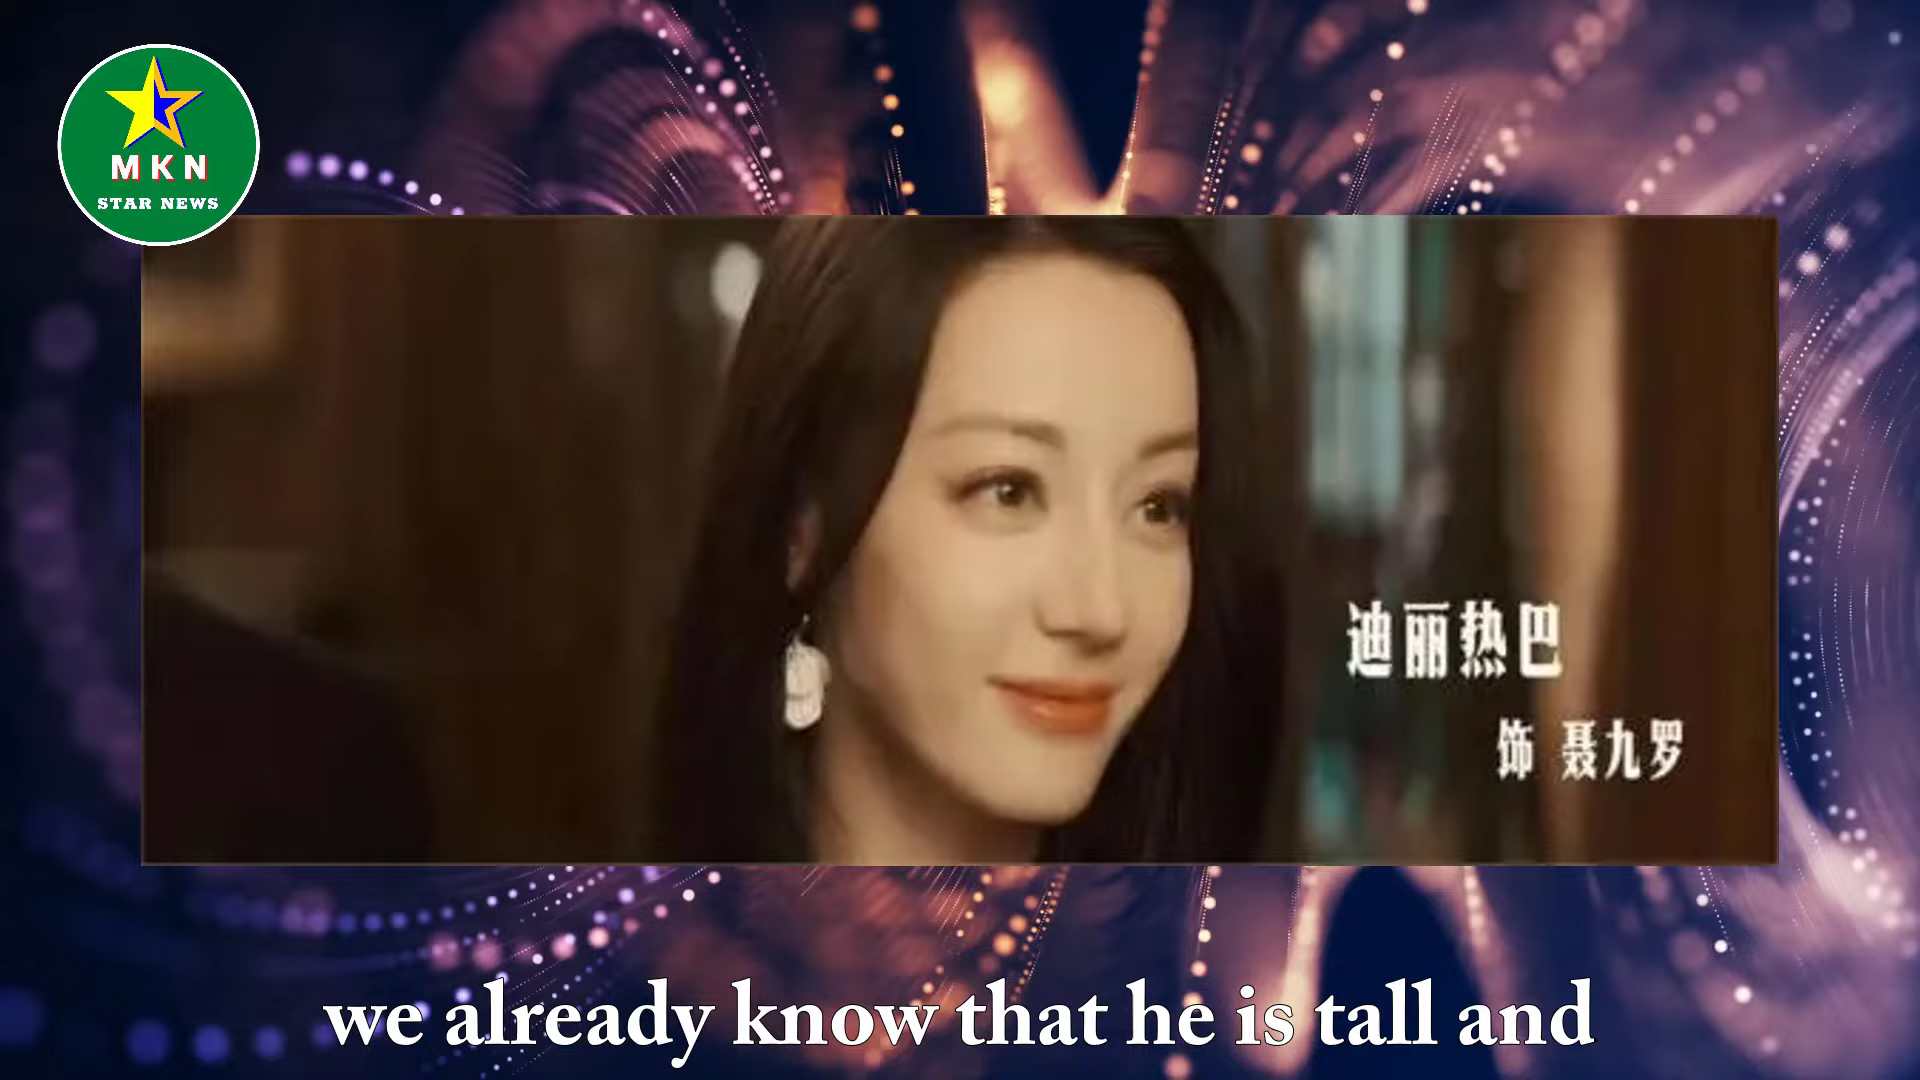 MKN
STAR NEWS
迪丽热巴
饰 聂九罗
we already know that he is tall and